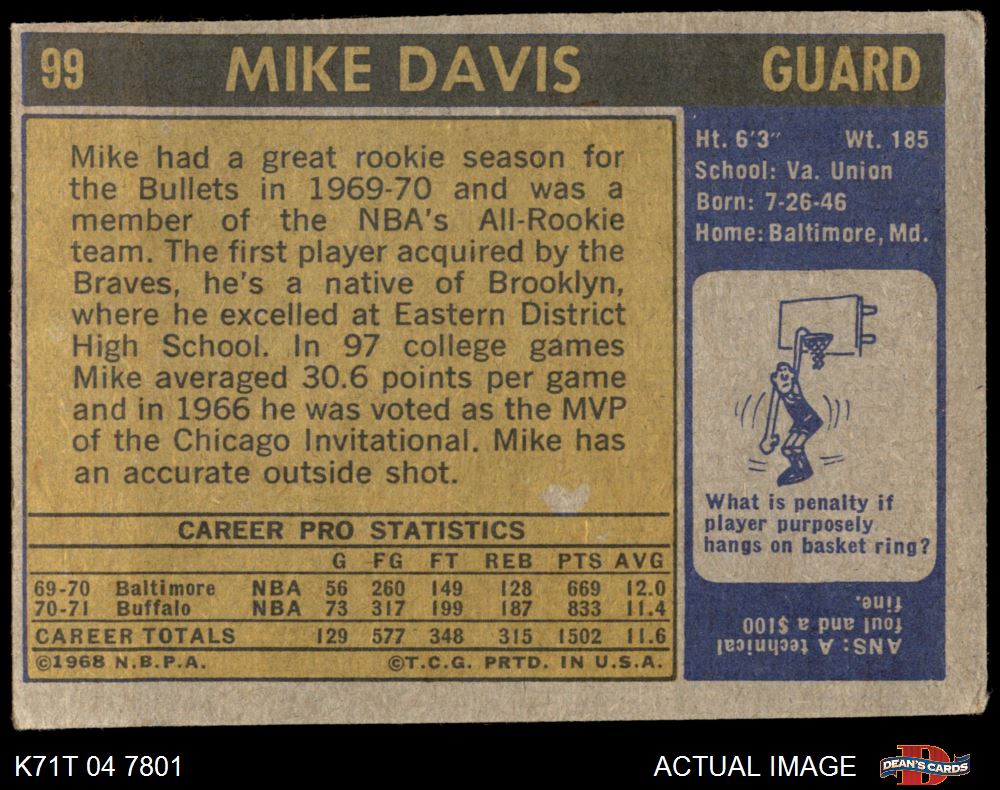 99 MIKE DAVIS GUARD
Mike had a great rookie season for
the Bullets in 1969-70 and was a
member of the NBA's All-Rookie
team. The first player acquired by the
Braves, he's a native of Brooklyn,
where he excelled at Eastern District
High School. In 97 college games
Mike averaged 30.6 points per game
and in 1966 he was voted as the MVP
of the Chicago Invitational. Mike has
an accurate outside shot.
CAREER PRO STATISTICS
G FG FT REB PTS AVG
69-70 Baltimore NBA 56 260 149 128 669 12.0
70-71 Buffalo NBA 73 317 199 187 833 11.4
CAREER TOTALS 129 577 348 315 1502 11.6
©1968 N.B.P.A. ©T.C.G. PRTD. IN U.S.A.
Ht. 6'3" Wt. 185
School: Va. Union
Born: 7-26-46
Home: Baltimore, Md.
What is penalty if
player purposely
hangs on basket ring?
ANS: A technical
foul and a $100
fine.
K71T 04 7801 ACTUAL IMAGE
D
DEAN'S CARDS